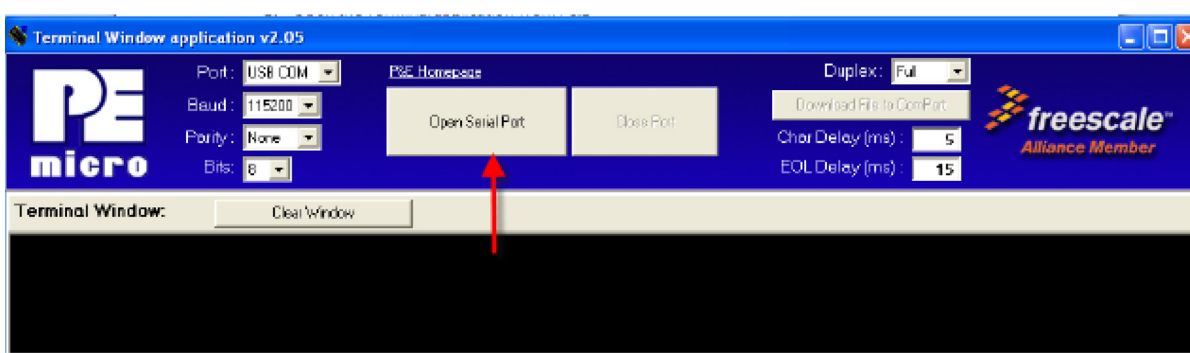 Terminal Window application v2.05
PE
micro
Port: USB COM
Baud: 115200
Parity: None
Bits: 8
P&E Homepage
Open Serial Port
Close Port
Duplex: Full
Download File to ComPort
Char Delay (ms): 5
EOL Delay (ms): 15
freescale™
Alliance Member
Terminal Window:
Clear Window